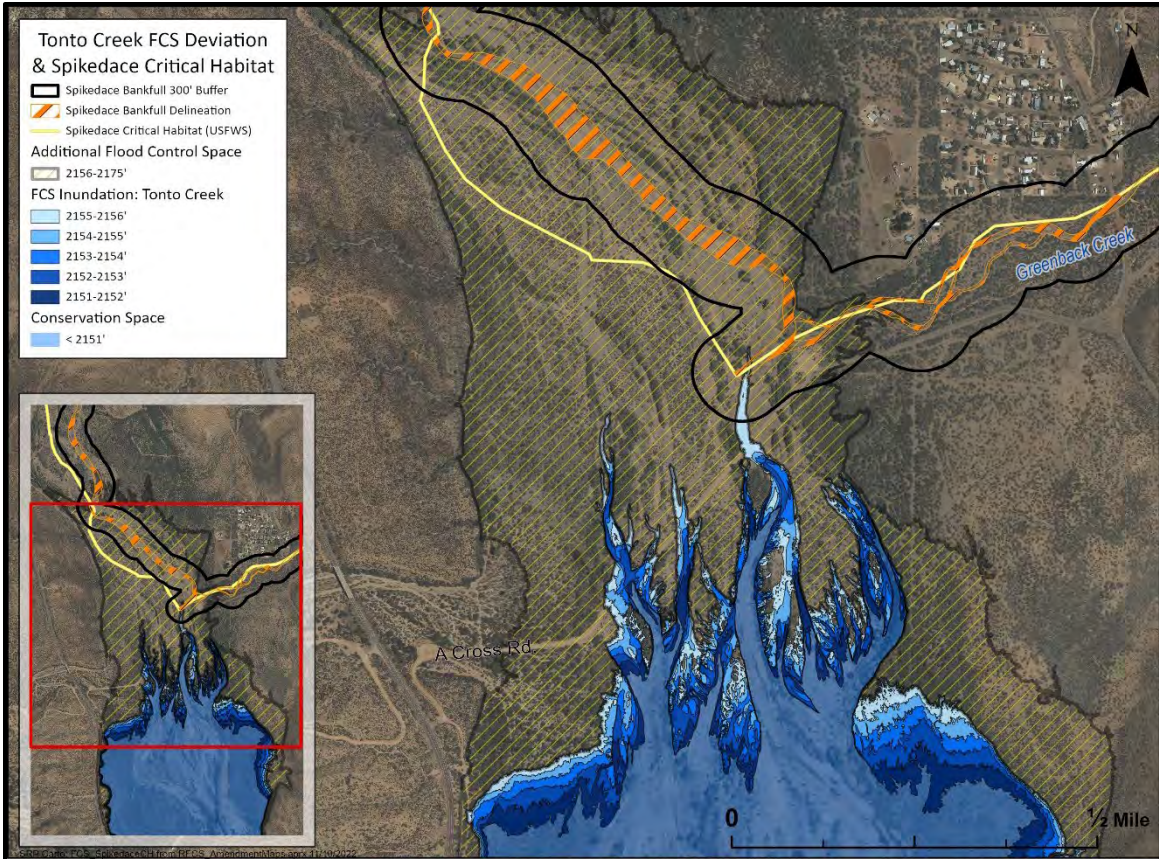 Tonto Creek FCS Deviation
& Spikedace Critical Habitat
Spikedace Bankfull 300' Buffer
Spikedace Bankfull Delineation
Spikedace Critical Habitat (USFWS)
Additional Flood Control Space
2156-2175'
FCS Inundation: Tonto Creek
2155-2156'
2154-2155'
2153-2154'
2152-2153'
2151-2152'
Conservation Space
< 2151'
N
Greenback Creek
A Cross Rd.
0
½ Mile